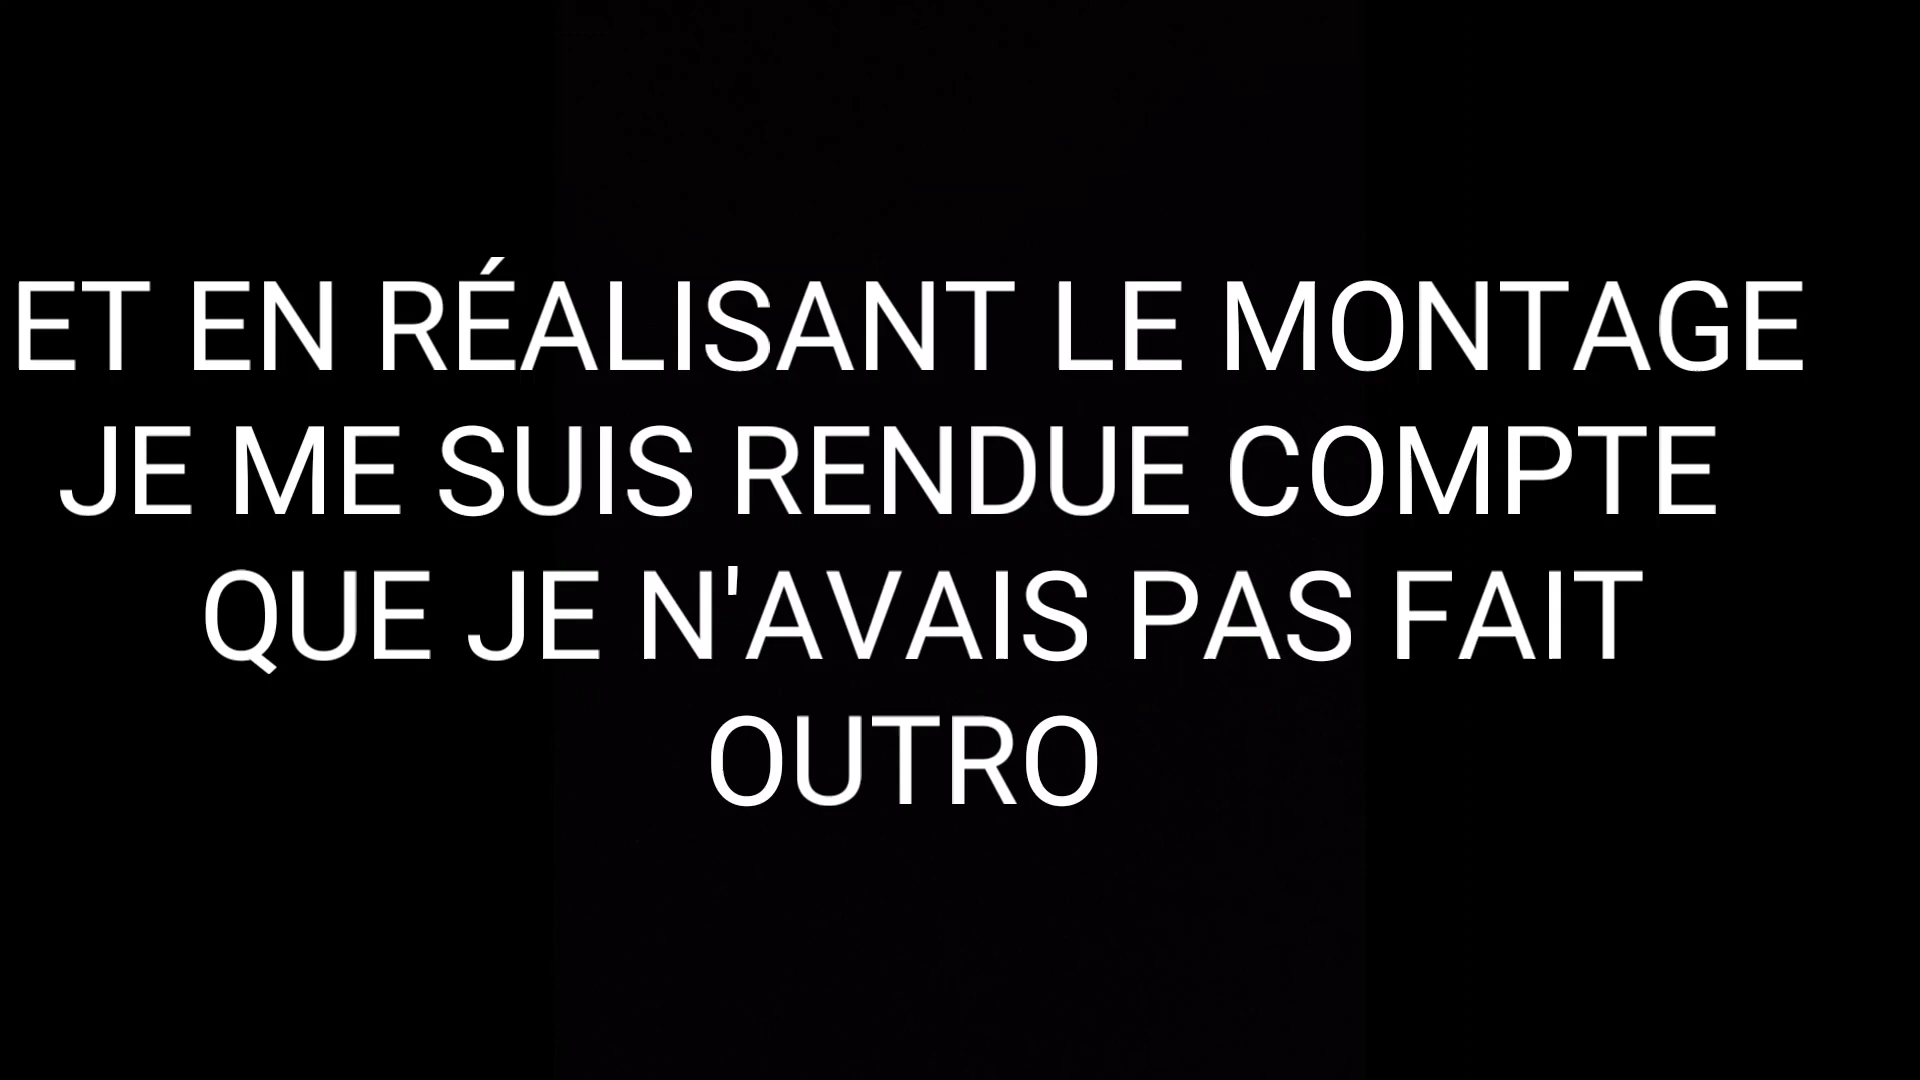 ET EN RÉALISANT LE MONTAGE
JE ME SUIS RENDUE COMPTE
QUE JE N'AVAIS PAS FAIT
OUTRO